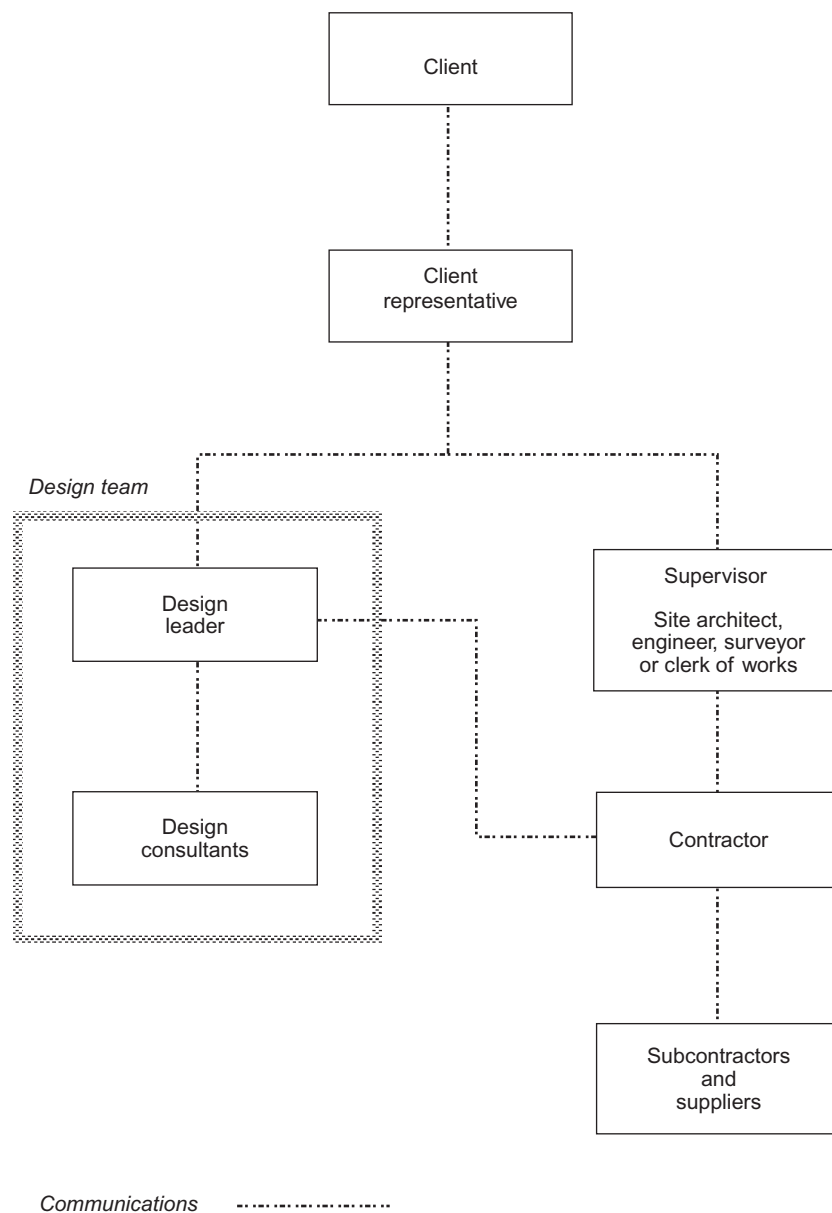 Client
Client
representative
Design team
Design
leader
Supervisor
Site architect,
engineer, surveyor
or clerk of works
Design
consultants
Contractor
Subcontractors
and
suppliers
Communications